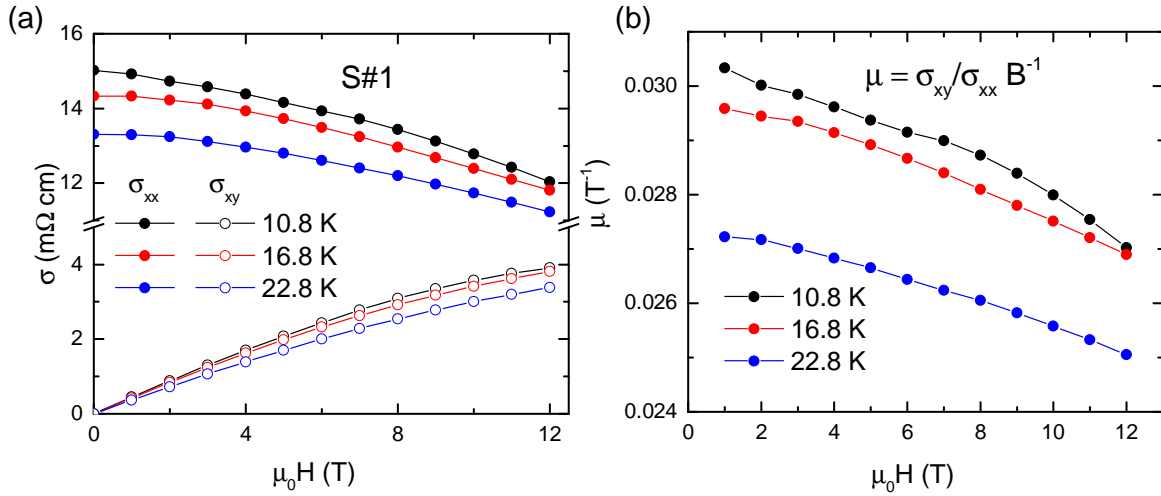 (a)
16
14
12
4
2
0
σ (mΩ cm)
S#1
σxx σxy
10.8 K
16.8 K
22.8 K
0 4 8 12
μ0H (T)
(b)
0.030
0.028
0.026
0.024
μ (T-1)
μ = σxy/σxx B-1
10.8 K
16.8 K
22.8 K
0 2 4 6 8 10 12
μ0H (T)